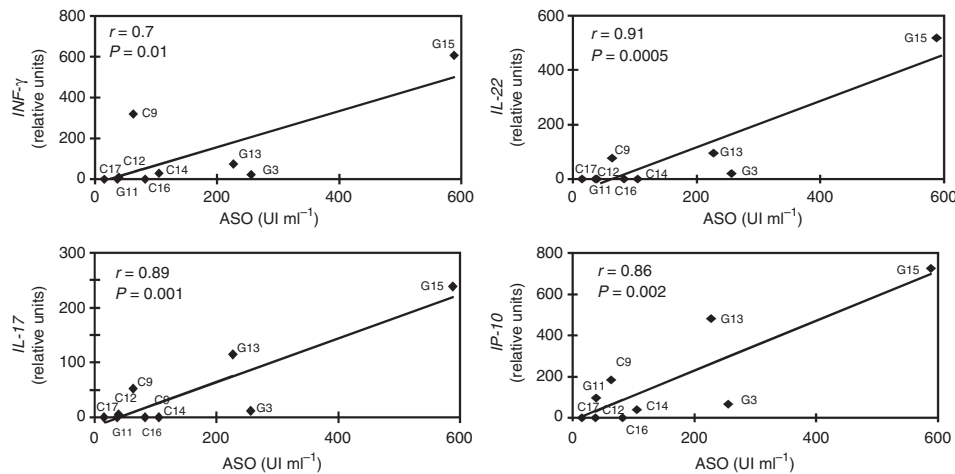 r = 0.7
P = 0.01
G15
C9
C12
C17
G11
C16
C14
G13
G3
600 800
400
200
0
0 200 400 600
INF-γ
(relative units)
ASO (UI ml⁻¹)
r = 0.91
P = 0.0005
G15
C9
C17
C12
G11
C16
C14
G13
G3
600
400
200
0
0 200 400 600
IL-22
(relative units)
ASO (UI ml⁻¹)
r = 0.89
P = 0.001
G15
G13
C9
C12
C9
C17
G11
C16
C14
G3
300
200
100
0
0 200 400 600
IL-17
(relative units)
ASO (UI ml⁻¹)
r = 0.86
P = 0.002
G15
G13
C9
G11
C17
C12
C16
C14
G3
800
600
400
200
0
0 200 400 600
IP-10
(relative units)
ASO (UI ml⁻¹)